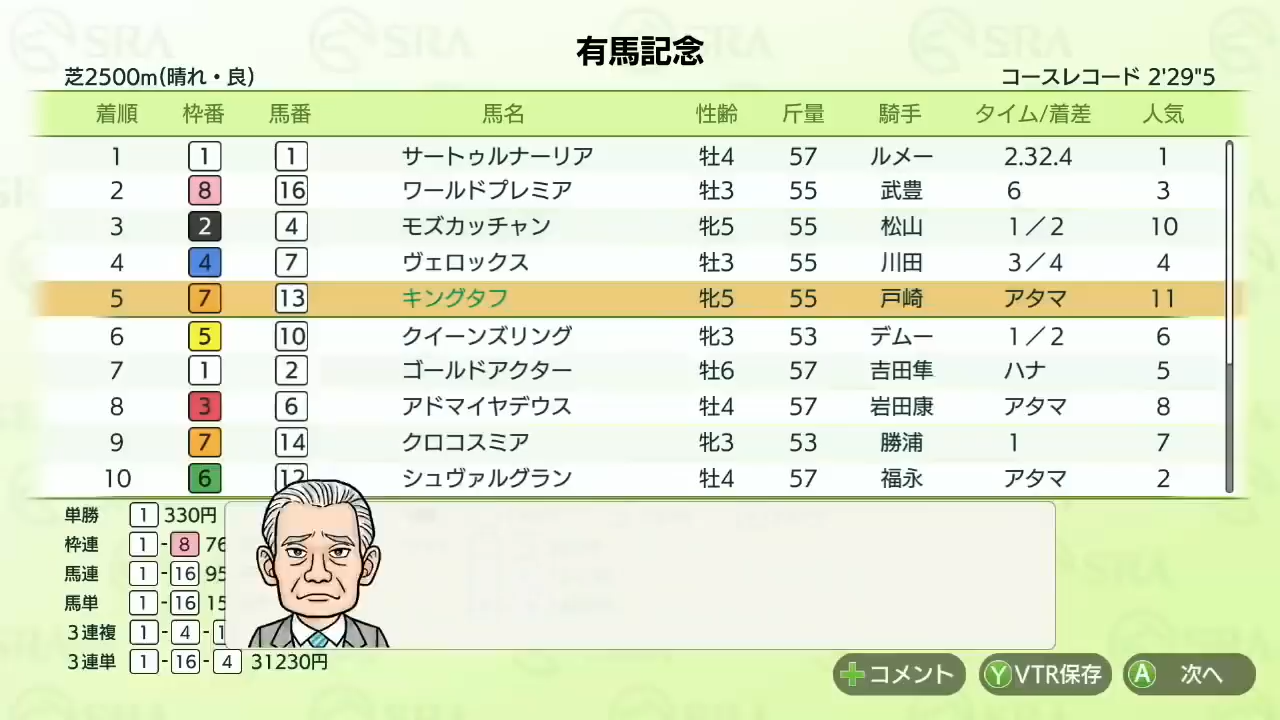 有馬記念
芝2500m(晴れ・良) コースレコード 2'29"5
着順 枠番 馬番 馬名 性齢 斤量 騎手 タイム/着差 人気
1 1 1 サートゥルナーリア 牡4 57 ルメー 2.32.4 1
2 8 16 ワールドプレミア 牡3 55 武豊 6 3
3 2 4 モズカッチャン 牝5 55 松山 1/2 10
4 4 7 ヴェロックス 牡3 55 川田 3/4 4
5 7 13 キングタフ 牝5 55 戸崎 アタマ 11
6 5 10 クイーンズリング 牝3 53 デムー 1/2 6
7 1 2 ゴールドアクター 牡6 57 吉田隼 ハナ 5
8 3 6 アドマイヤデウス 牡4 57 岩田康 アタマ 8
9 7 14 クロコスミア 牝3 53 勝浦 1 7
10 6 12 シュヴァルグラン 牡4 57 福永 アタマ 2
単勝 1 330円
枠連 1-8 76
馬連 1-16 95
馬単 1-16 15
3連複 1-4-1
3連単 1-16-4 31230円
コメント Y VTR保存 A 次へ